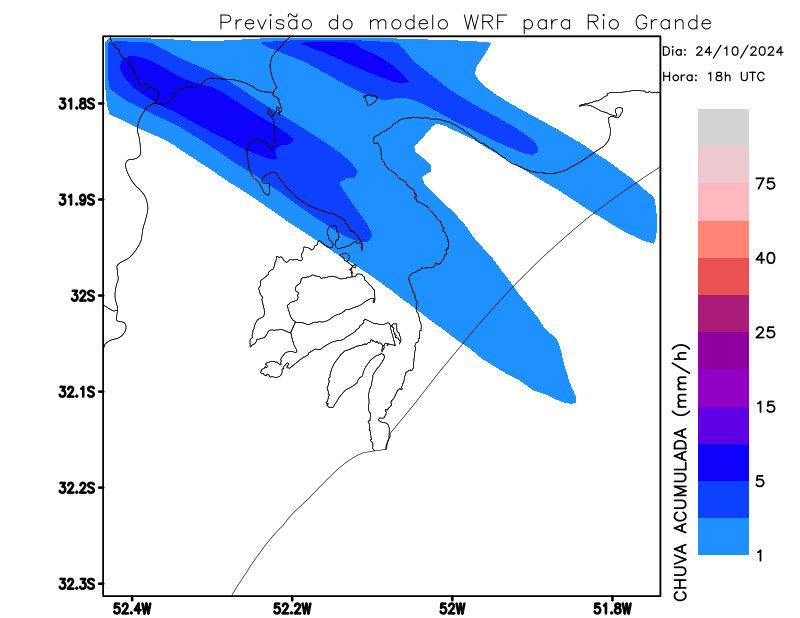 Previsão do modelo WRF para Rio Grande
Dia: 24/10/2024
Hora: 18h UTC
31.8S
31.9S
32S
32.1S
32.2S
32.3S
52.4W
52.2W
52W
51.8W
CHUVA ACUMULADA (mm/h)
75
40
25
15
5
1